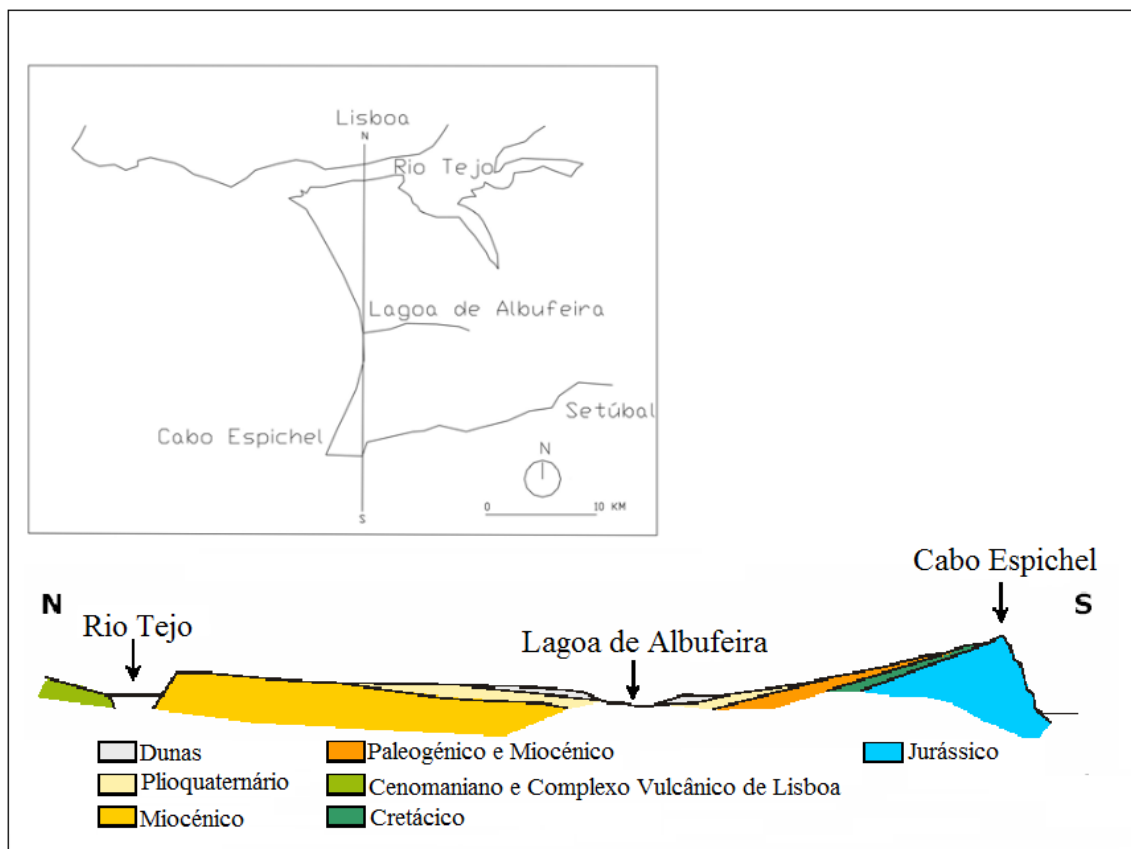 Lisboa
N
Rio Tejo
Lagoa de Albufeira
Setúbal
Cabo Espichel
N
0 10 KM
S
Cabo Espichel
N
S
Rio Tejo
Lagoa de Albufeira
Dunas
Paleogénico e Miocénico
Jurássico
Plioquaternário
Cenomaniano e Complexo Vulcânico de Lisboa
Miocénico
Cretácico